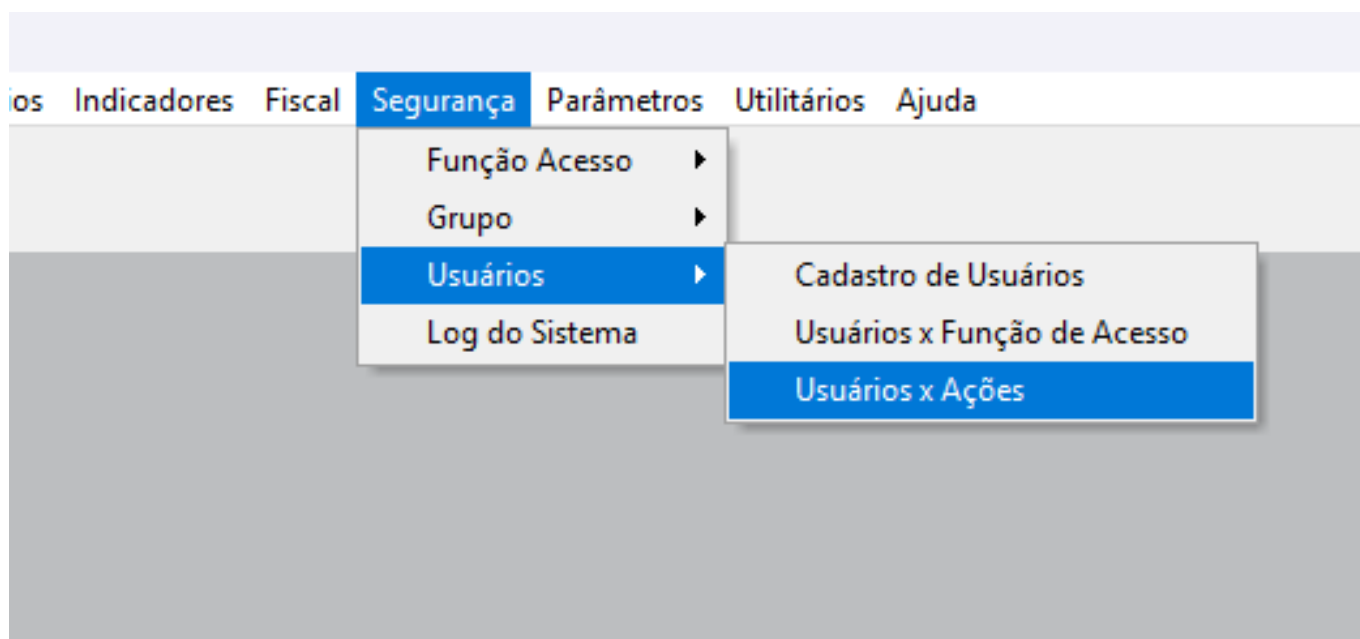 Indicadores Fiscal Segurança Parâmetros Utilitários Ajuda
Função Acesso
Grupo
Usuários
Log do Sistema
Cadastro de Usuários
Usuários x Função de Acesso
Usuários x Ações